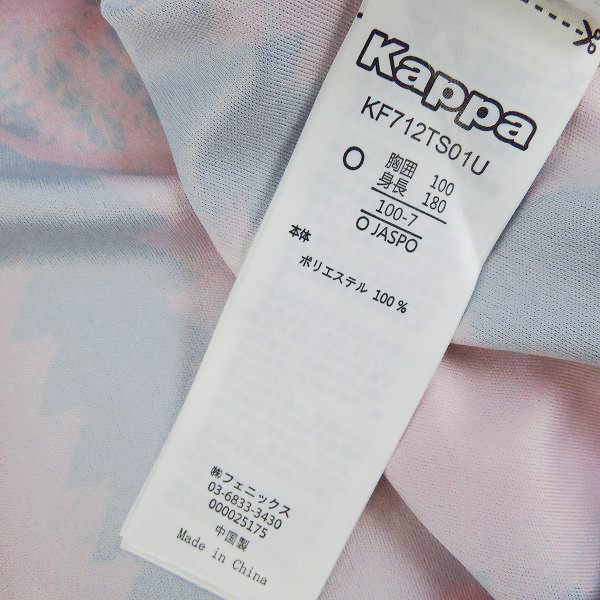 Kappa
KF712TS01U
O 胸囲 100
身長 180
100-7
O JASPO
本体
ポリエステル 100%
㈱フェニックス
03-6833-3430
000025175
中国製
Made in China